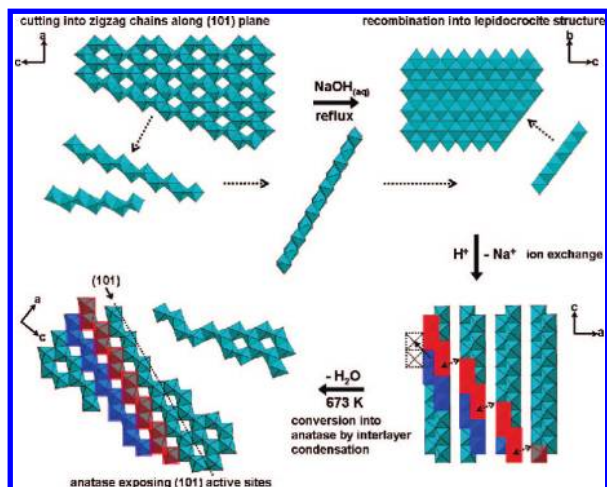 cutting into zigzag chains along (101) plane
recombination into lepidocrocite structure
a
c
b
c
NaOH(aq)
reflux
H+ - Na+ ion exchange
(101)
a
c
c
a
- H2O
673 K
conversion into
anatase by interlayer
condensation
anatase exposing (101) active sites